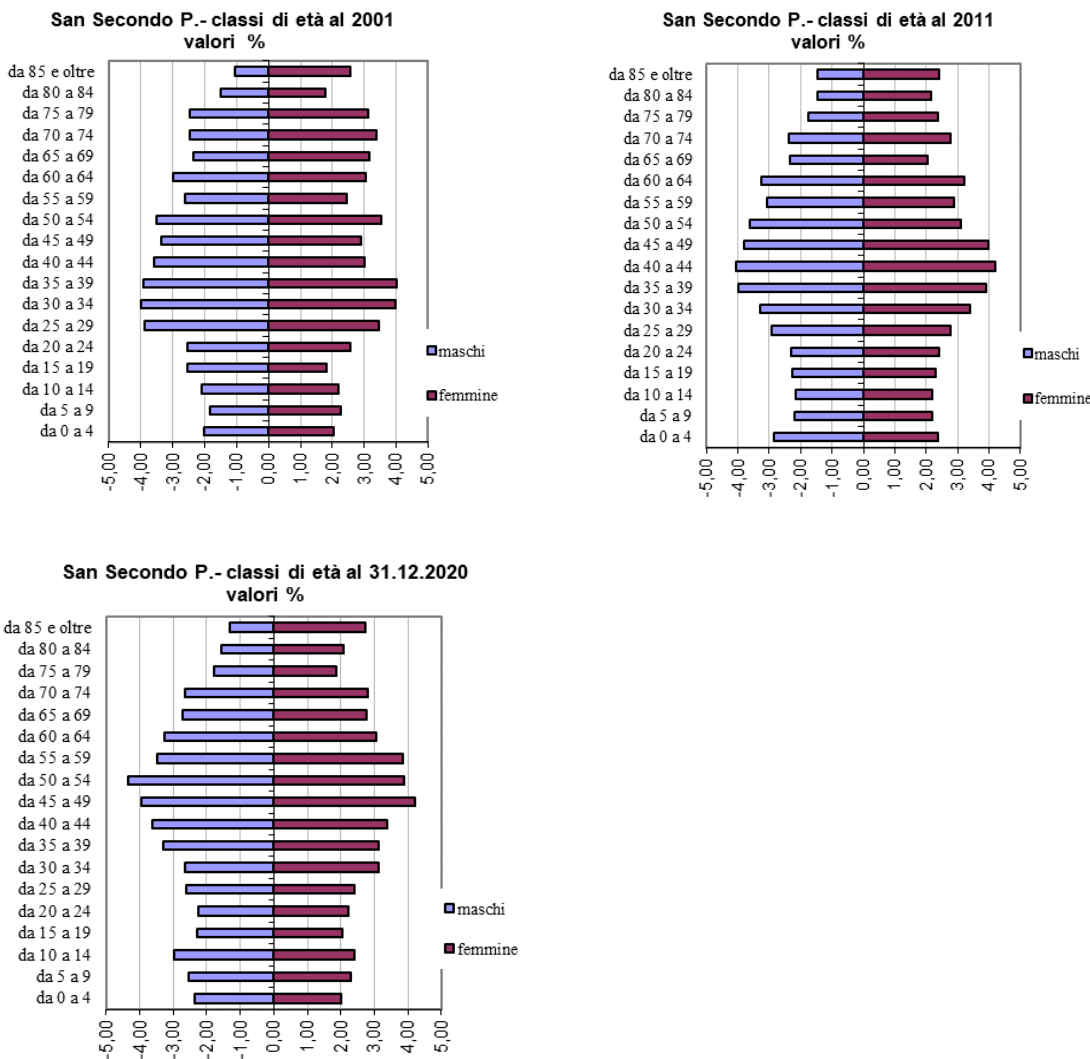 San Secondo P.- classi di età al 2001
valori %
da 85 e oltre
da 80 a 84
da 75 a 79
da 70 a 74
da 65 a 69
da 60 a 64
da 55 a 59
da 50 a 54
da 45 a 49
da 40 a 44
da 35 a 39
da 30 a 34
da 25 a 29
da 20 a 24
da 15 a 19
da 10 a 14
da 5 a 9
da 0 a 4
maschi
femmine
-5,00 -4,00 -3,00 -2,00 -1,00 0,00 1,00 2,00 3,00 4,00 5,00
San Secondo P.- classi di età al 2011
valori %
da 85 e oltre
da 80 a 84
da 75 a 79
da 70 a 74
da 65 a 69
da 60 a 64
da 55 a 59
da 50 a 54
da 45 a 49
da 40 a 44
da 35 a 39
da 30 a 34
da 25 a 29
da 20 a 24
da 15 a 19
da 10 a 14
da 5 a 9
da 0 a 4
maschi
femmine
-5,00 -4,00 -3,00 -2,00 -1,00 0,00 1,00 2,00 3,00 4,00 5,00
San Secondo P.- classi di età al 31.12.2020
valori %
da 85 e oltre
da 80 a 84
da 75 a 79
da 70 a 74
da 65 a 69
da 60 a 64
da 55 a 59
da 50 a 54
da 45 a 49
da 40 a 44
da 35 a 39
da 30 a 34
da 25 a 29
da 20 a 24
da 15 a 19
da 10 a 14
da 5 a 9
da 0 a 4
maschi
femmine
-5,00 -4,00 -3,00 -2,00 -1,00 0,00 1,00 2,00 3,00 4,00 5,00